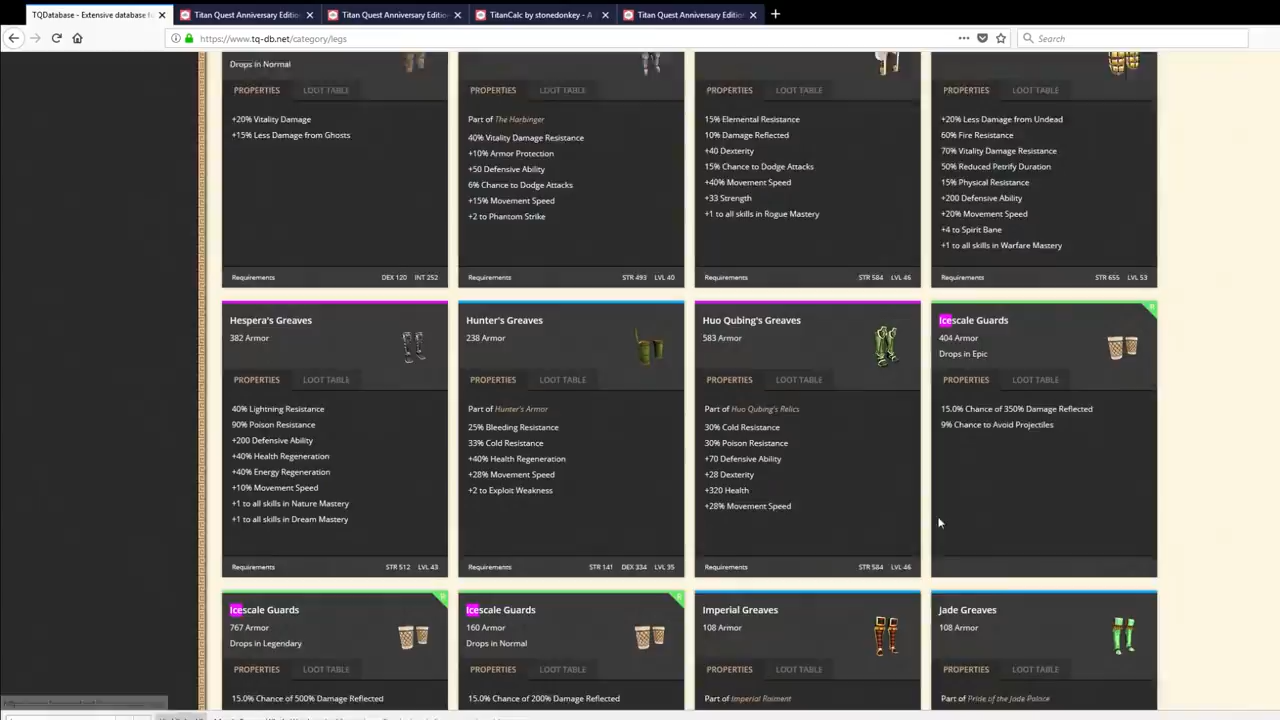 TQDatabase - Extensive database fo
Titan Quest Anniversary Edition
Titan Quest Anniversary Edition
TitanCalc by stonedonkey - A
Titan Quest Anniversary Edition
https://www.tq-db.net/category/legs
Search
Drops in Normal
PROPERTIES LOOT TABLE
+20% Vitality Damage
+15% Less Damage from Ghosts
Requirements DEX 120 INT 252
PROPERTIES LOOT TABLE
Part of The Harbinger
40% Vitality Damage Resistance
+10% Armor Protection
+50 Defensive Ability
6% Chance to Dodge Attacks
+15% Movement Speed
+2 to Phantom Strike
Requirements STR 493 LVL 40
PROPERTIES LOOT TABLE
15% Elemental Resistance
10% Damage Reflected
+40 Dexterity
15% Chance to Dodge Attacks
+40% Movement Speed
+33 Strength
+1 to all skills in Rogue Mastery
Requirements STR 584 LVL 46
PROPERTIES LOOT TABLE
+20% Less Damage from Undead
60% Fire Resistance
70% Vitality Damage Resistance
50% Reduced Petrify Duration
15% Physical Resistance
+200 Defensive Ability
+20% Movement Speed
+4 to Spirit Bane
+1 to all skills in Warfare Mastery
Requirements STR 655 LVL 53
Hespera's Greaves
382 Armor
PROPERTIES LOOT TABLE
40% Lightning Resistance
90% Poison Resistance
+200 Defensive Ability
+40% Health Regeneration
+40% Energy Regeneration
+10% Movement Speed
+1 to all skills in Nature Mastery
+1 to all skills in Dream Mastery
Requirements STR 512 LVL 43
Hunter's Greaves
238 Armor
PROPERTIES LOOT TABLE
Part of Hunter's Armor
25% Bleeding Resistance
33% Cold Resistance
+40% Health Regeneration
+28% Movement Speed
+2 to Exploit Weakness
Requirements STR 141 DEX 334 LVL 35
Huo Qubing's Greaves
583 Armor
PROPERTIES LOOT TABLE
Part of Huo Qubing's Relics
30% Cold Resistance
30% Poison Resistance
+70 Defensive Ability
+28 Dexterity
+320 Health
+28% Movement Speed
Requirements STR 584 LVL 46
Icescale Guards
R
404 Armor
Drops in Epic
PROPERTIES LOOT TABLE
15.0% Chance of 350% Damage Reflected
9% Chance to Avoid Projectiles
Icescale Guards
R
767 Armor
Drops in Legendary
PROPERTIES LOOT TABLE
15.0% Chance of 500% Damage Reflected
Icescale Guards
R
160 Armor
Drops in Normal
PROPERTIES LOOT TABLE
15.0% Chance of 200% Damage Reflected
Imperial Greaves
108 Armor
PROPERTIES LOOT TABLE
Part of Imperial Raiment
Jade Greaves
108 Armor
PROPERTIES LOOT TABLE
Part of Pride of the Jade Palace